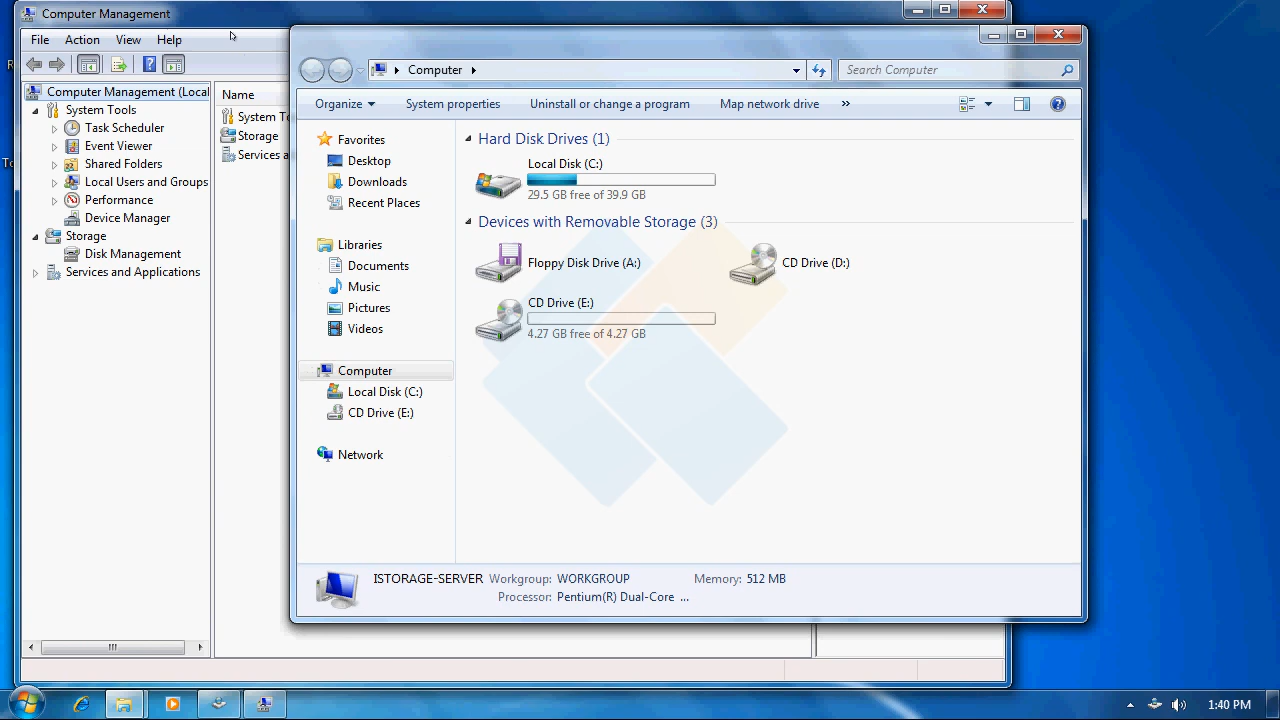 Computer Management
File Action View Help
Computer Management (Local
System Tools
Task Scheduler
Event Viewer
Shared Folders
Local Users and Groups
Performance
Device Manager
Storage
Disk Management
Services and Applications
Name
System To
Storage
Services a
Computer
Search Computer
Organize System properties Uninstall or change a program Map network drive »
Favorites
Desktop
Downloads
Recent Places
Libraries
Documents
Music
Pictures
Videos
Computer
Local Disk (C:)
CD Drive (E:)
Network
Hard Disk Drives (1)
Local Disk (C:)
29.5 GB free of 39.9 GB
Devices with Removable Storage (3)
Floppy Disk Drive (A:)
CD Drive (D:)
CD Drive (E:)
4.27 GB free of 4.27 GB
ISTORAGE-SERVER Workgroup: WORKGROUP Memory: 512 MB
Processor: Pentium(R) Dual-Core ...
R
To
1:40 PM